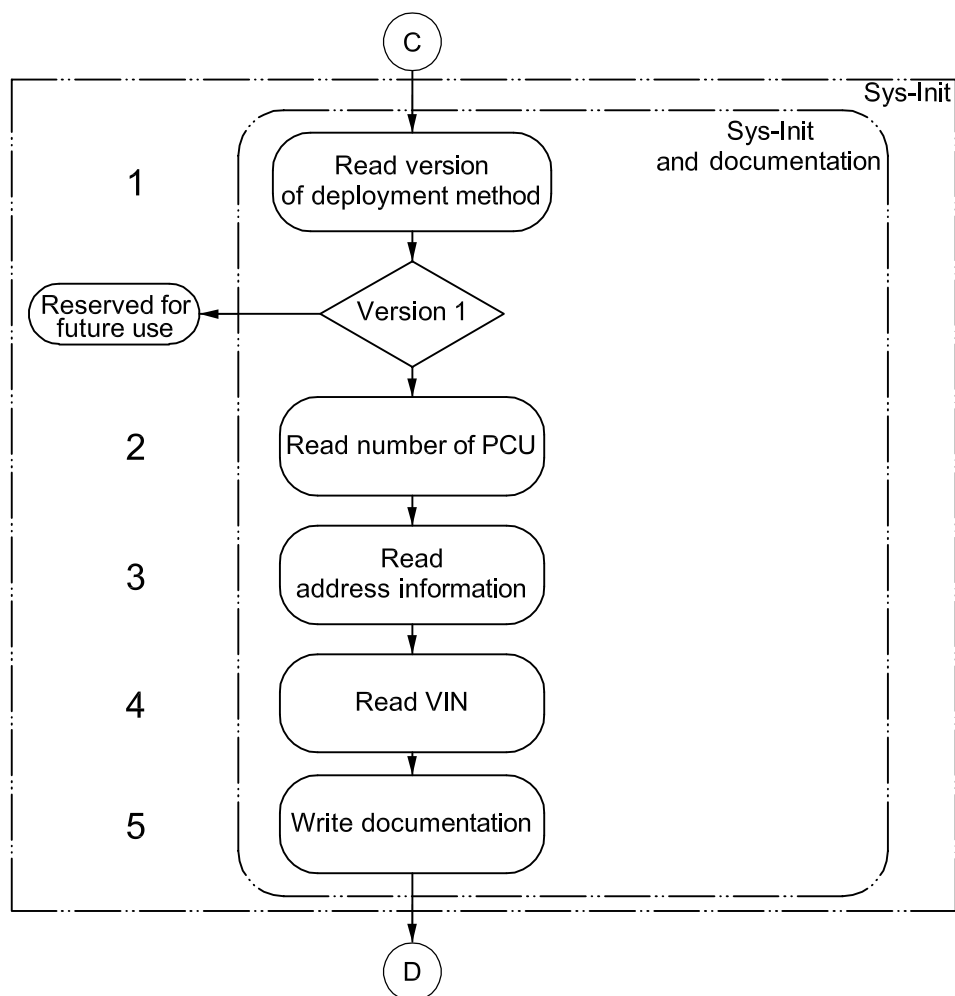 C
Sys-Init
Sys-Init
and documentation
1
Read version
of deployment method
Reserved for
future use
Version 1
2
Read number of PCU
3
Read
address information
4
Read VIN
5
Write documentation
D